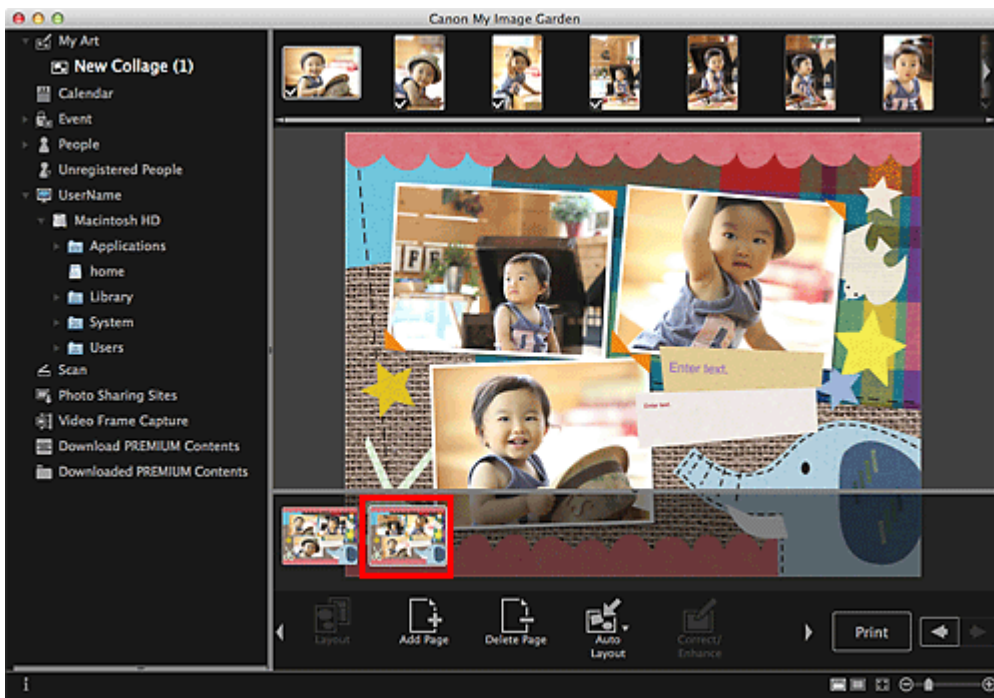 Canon My Image Garden
My Art
New Collage (1)
Calendar
Event
People
Unregistered People
UserName
Macintosh HD
Applications
home
Library
System
Users
Scan
Photo Sharing Sites
Video Frame Capture
Download PREMIUM Contents
Downloaded PREMIUM Contents
Enter text.
Enter text.
Layout
Add Page
Delete Page
Auto
Layout
Correct/
Enhance
Print